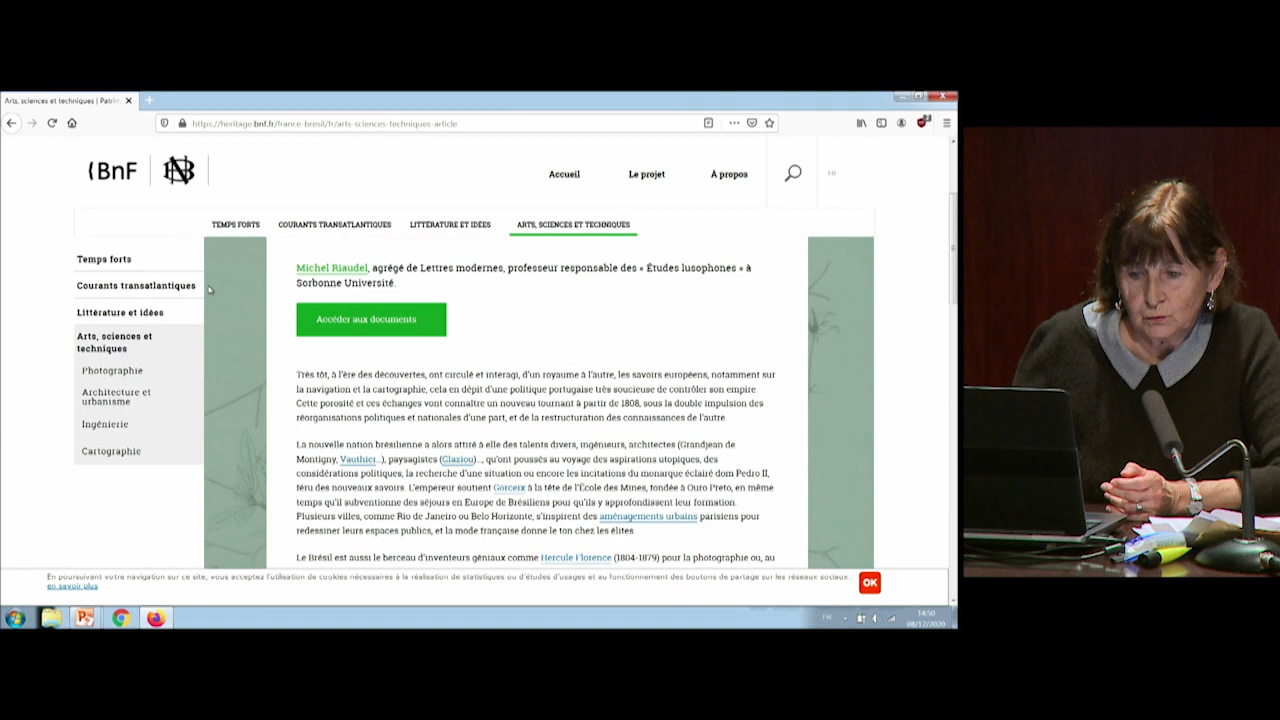 Arts, sciences et techniques | Patrim
https://heritage.bnf.fr/france-bresil/fr/arts-sciences-techniques-article
BnF
Accueil
Le projet
À propos
FR
TEMPS FORTS
COURANTS TRANSATLANTIQUES
LITTÉRATURE ET IDÉES
ARTS, SCIENCES ET TECHNIQUES
Temps forts
Courants transatlantiques
Littérature et idées
Arts, sciences et
techniques
Photographie
Architecture et
urbanisme
Ingénierie
Cartographie
Michel Riaudel, agrégé de Lettres modernes, professeur responsable des « Études lusophones » à
Sorbonne Université.
Accéder aux documents
Très tôt, à l'ère des découvertes, ont circulé et interagi, d'un royaume à l'autre, les savoirs européens, notamment sur
la navigation et la cartographie, cela en dépit d'une politique portugaise très soucieuse de contrôler son empire.
Cette porosité et ces échanges vont connaître un nouveau tournant à partir de 1808, sous la double impulsion des
réorganisations politiques et nationales d'une part, et de la restructuration des connaissances de l'autre.
La nouvelle nation brésilienne a alors attiré à elle des talents divers, ingénieurs, architectes (Grandjean de
Montigny, Vauthier…), paysagistes (Glaziou)…, qu'ont poussés au voyage des aspirations utopiques, des
considérations politiques, la recherche d'une situation ou encore les incitations du monarque éclairé dom Pedro II,
féru des nouveaux savoirs. L'empereur soutient Gorceix à la tête de l'École des Mines, fondée à Ouro Preto, en même
temps qu'il subventionne des séjours en Europe de Brésiliens pour qu'ils y approfondissent leur formation.
Plusieurs villes, comme Rio de Janeiro ou Belo Horizonte, s'inspirent des aménagements urbains parisiens pour
redessiner leurs espaces publics, et la mode française donne le ton chez les élites.
Le Brésil est aussi le berceau d'inventeurs géniaux comme Hercule Florence (1804-1879) pour la photographie ou, au
En poursuivant votre navigation sur ce site, vous acceptez l'utilisation de cookies nécessaires à la réalisation de statistiques ou d'études d'usages et au fonctionnement des boutons de partage sur les réseaux sociaux...
en savoir plus
OK
FR
14:50
08/12/2020